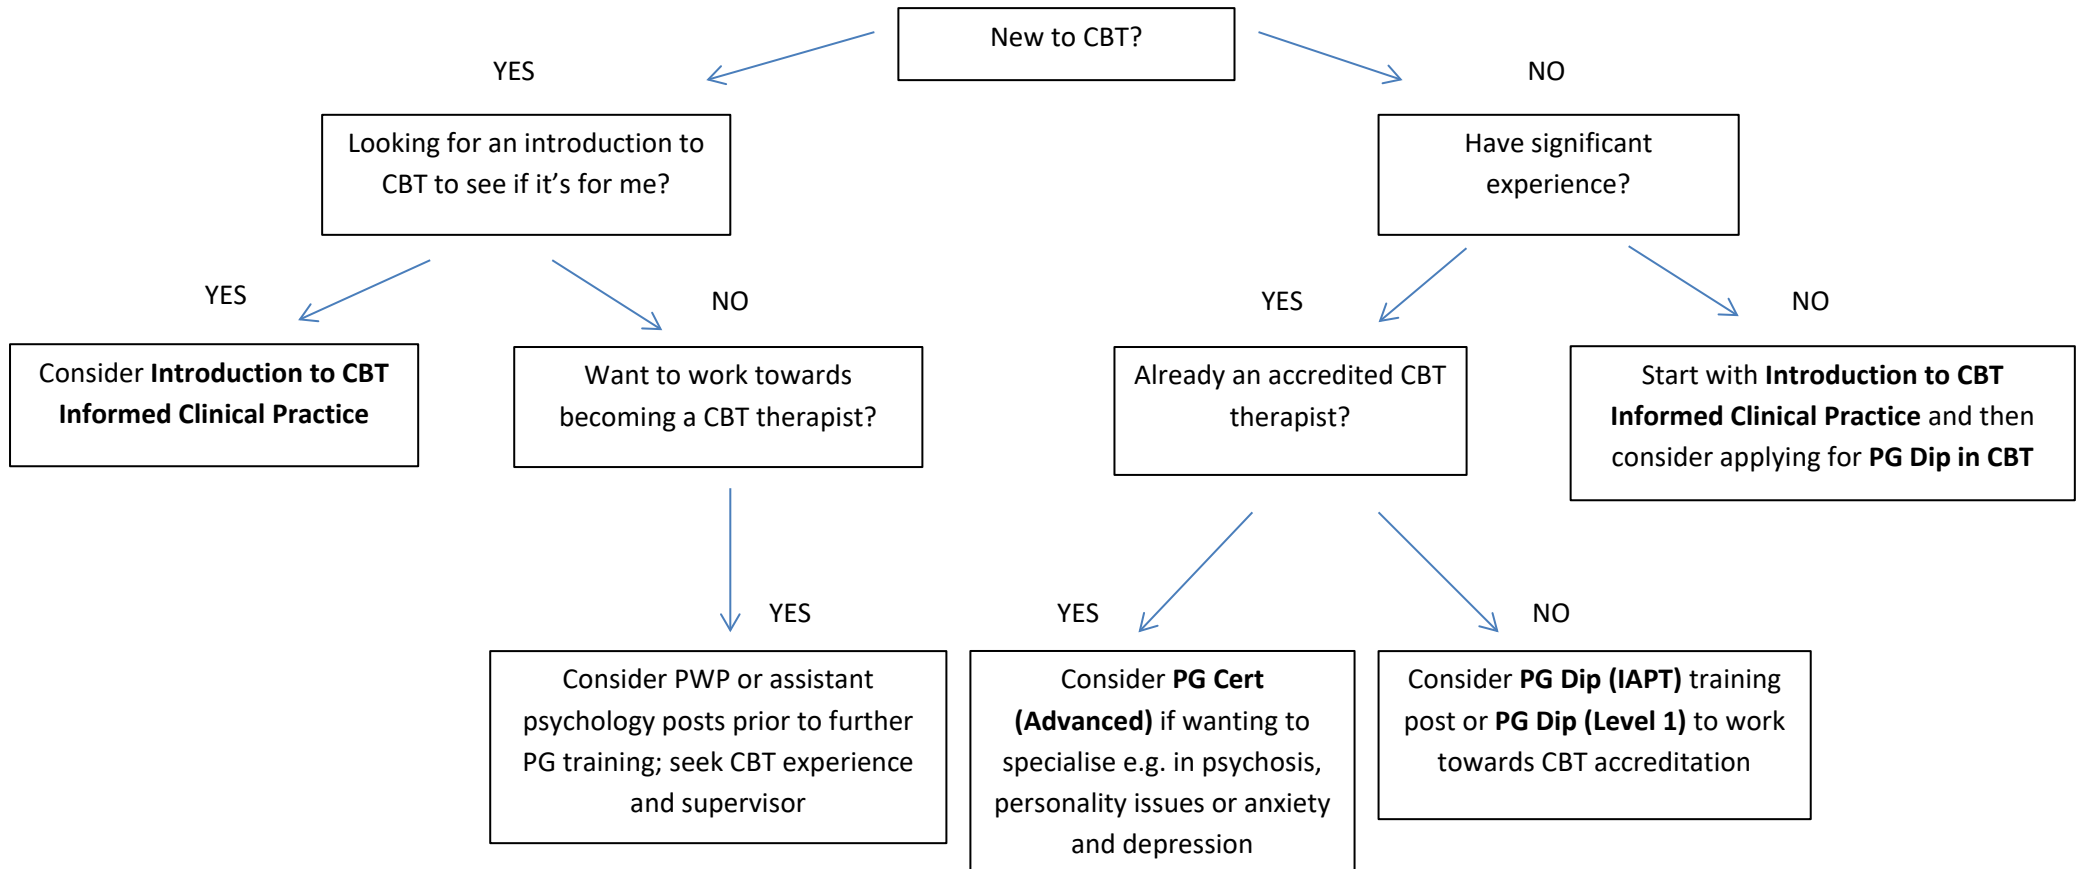 New to CBT?
YES
NO
Looking for an introduction to
CBT to see if it’s for me?
Have significant
experience?
YES
NO
YES
NO
Consider Introduction to CBT
Informed Clinical Practice
Want to work towards
becoming a CBT therapist?
Already an accredited CBT
therapist?
Start with Introduction to CBT
Informed Clinical Practice and then
consider applying for PG Dip in CBT
YES
YES
NO
Consider PWP or assistant
psychology posts prior to further
PG training; seek CBT experience
and supervisor
Consider PG Cert
(Advanced) if wanting to
specialise e.g. in psychosis,
personality issues or anxiety
and depression
Consider PG Dip (IAPT) training
post or PG Dip (Level 1) to work
towards CBT accreditation